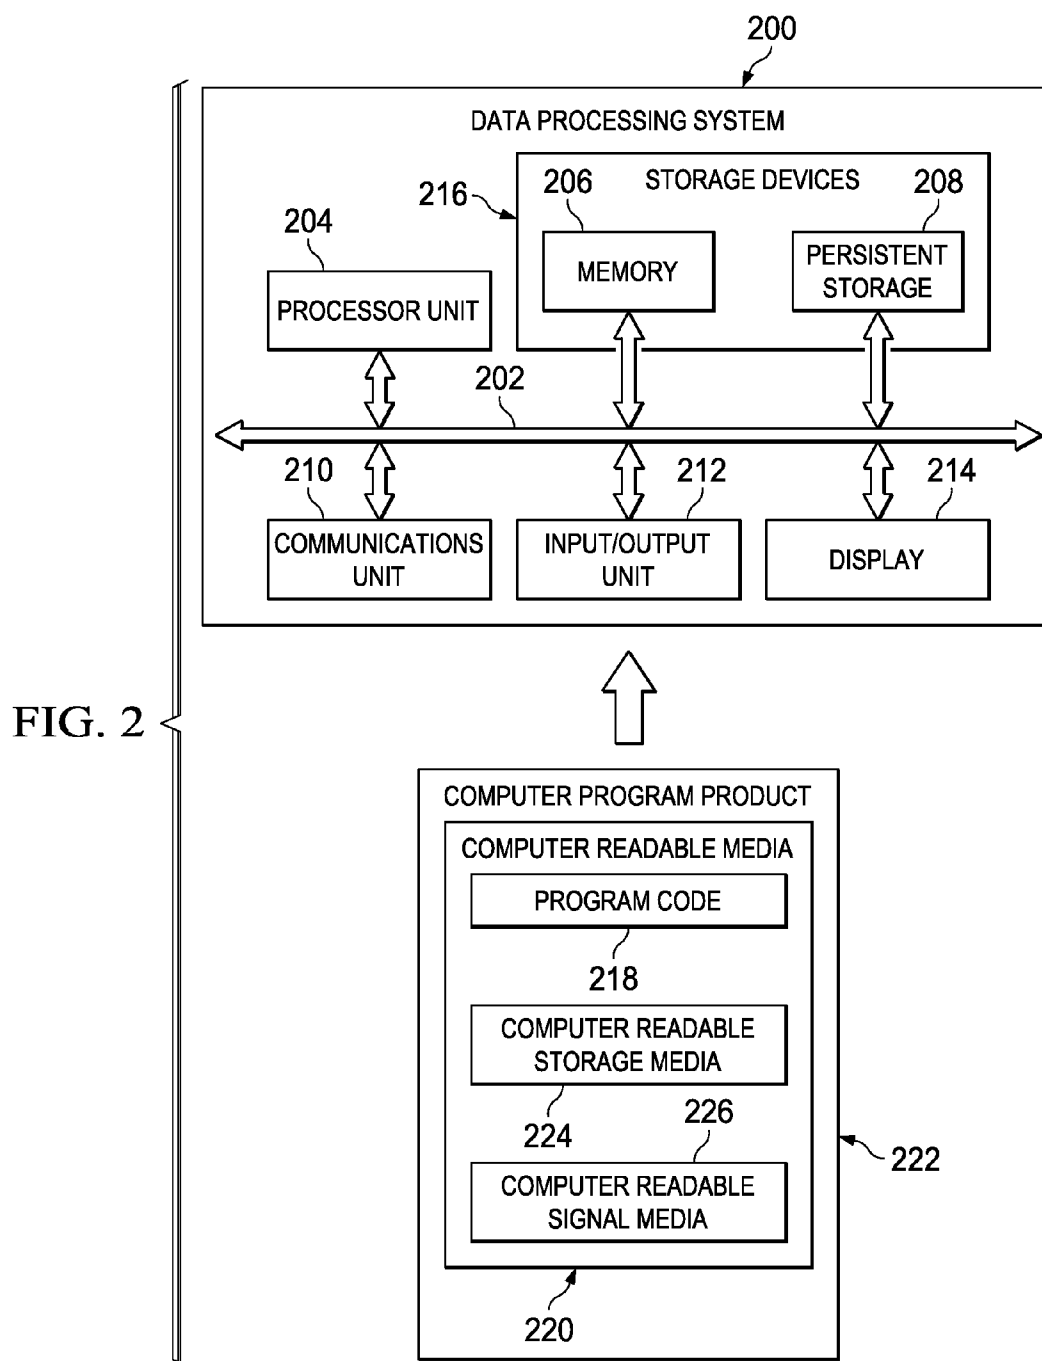 200
DATA PROCESSING SYSTEM
216
206
STORAGE DEVICES
208
204
MEMORY
PERSISTENT
STORAGE
PROCESSOR UNIT
202
210
212
214
COMMUNICATIONS
UNIT
INPUT/OUTPUT
UNIT
DISPLAY
FIG. 2
COMPUTER PROGRAM PRODUCT
COMPUTER READABLE MEDIA
PROGRAM CODE
218
COMPUTER READABLE
STORAGE MEDIA
224
226
222
COMPUTER READABLE
SIGNAL MEDIA
220